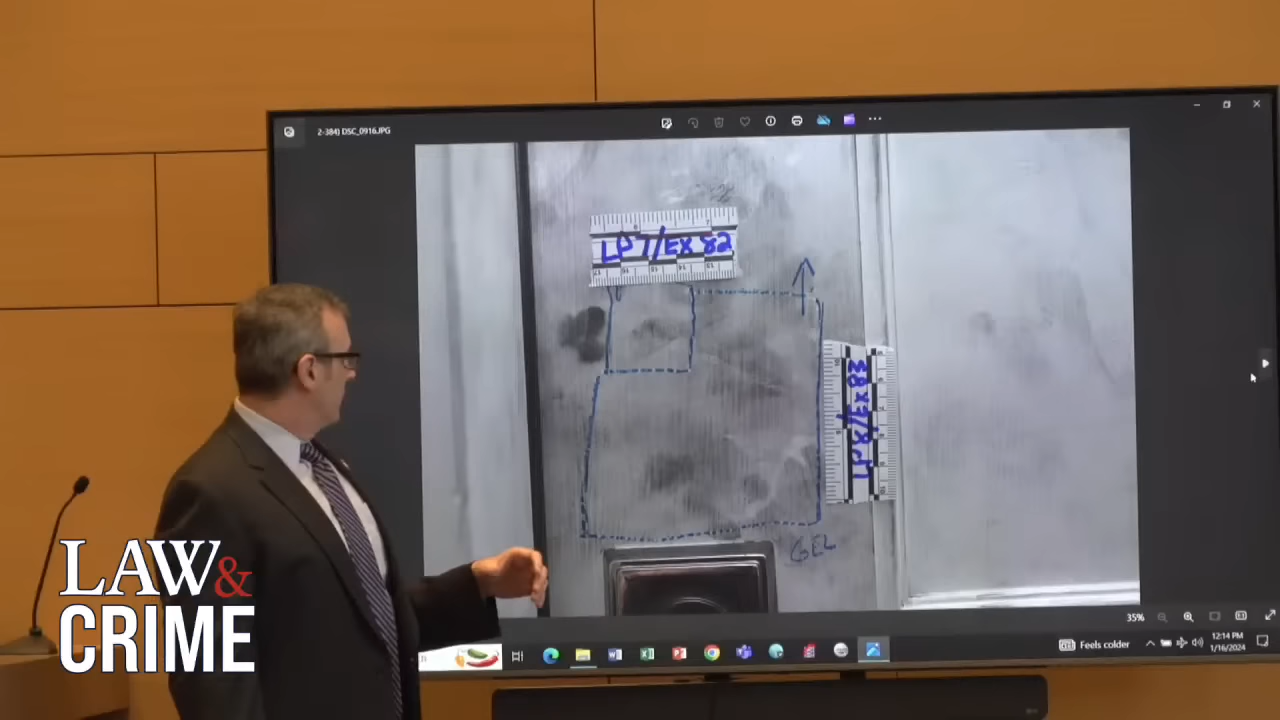 2-384) DSC_0916.JPG
LP7/EX 82
LP8/EX 83
GEL
35%
Feels colder
12:14 PM
1/16/2024
LAW&
CRIME